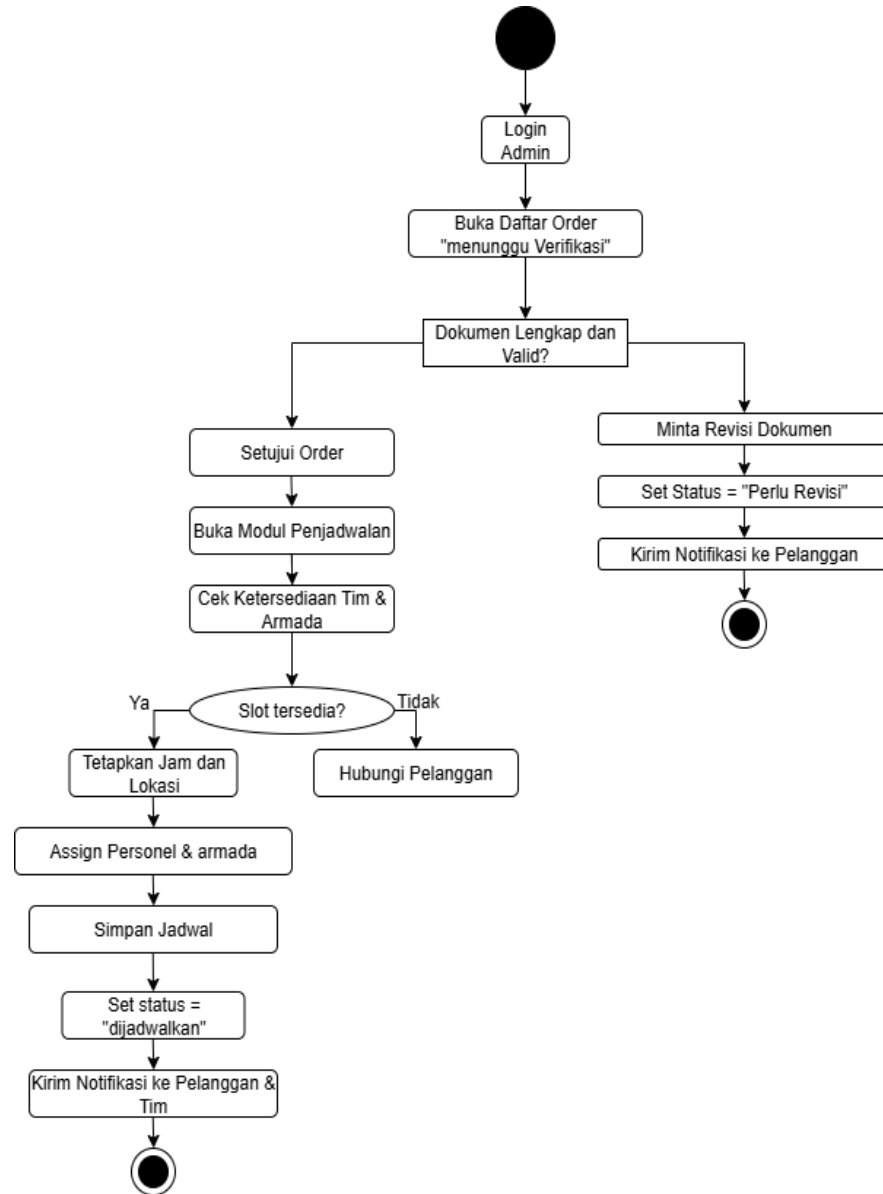 Login
Admin
Buka Daftar Order
"menunggu Verifikasi"
Dokumen Lengkap dan
Valid?
Setujui Order
Minta Revisi Dokumen
Buka Modul Penjadwalan
Set Status = "Perlu Revisi"
Cek Ketersediaan Tim &
Armada
Kirim Notifikasi ke Pelanggan
Ya
Slot tersedia?
Tidak
Tetapkan Jam dan
Lokasi
Hubungi Pelanggan
Assign Personel & armada
Simpan Jadwal
Set status =
"dijadwalkan"
Kirim Notifikasi ke Pelanggan &
Tim